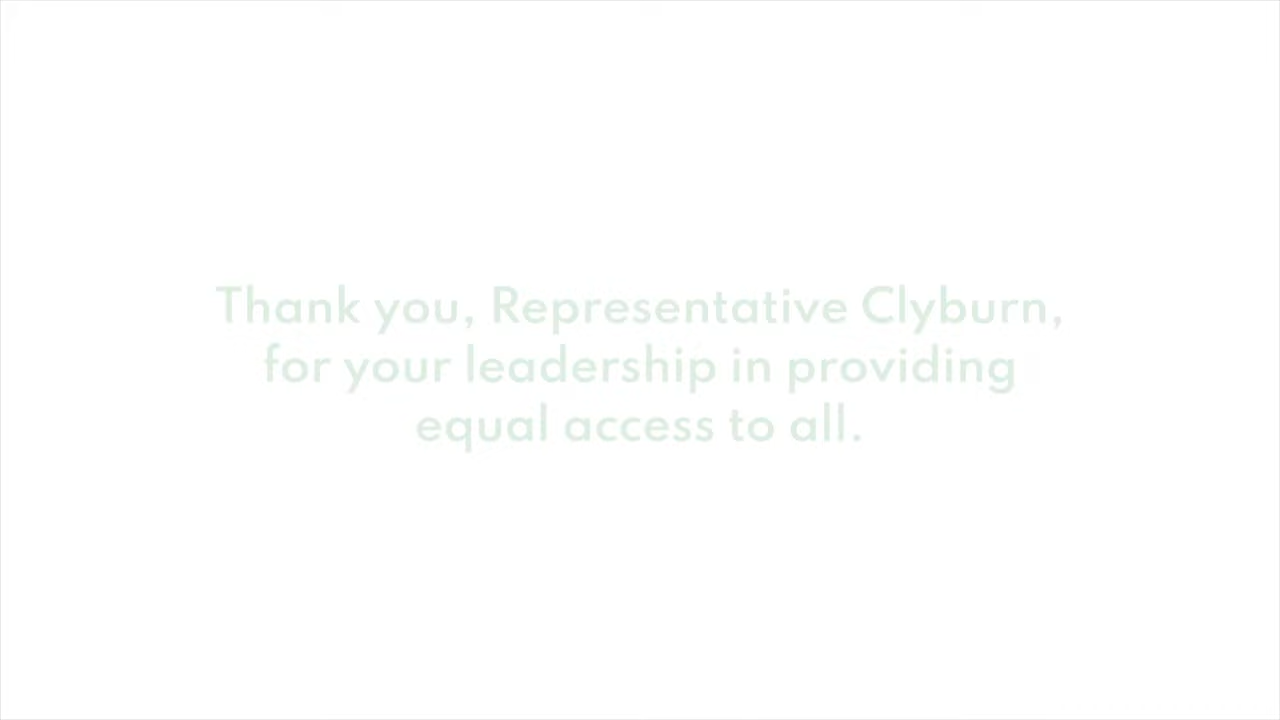 Thank you, Representative Clyburn,
for your leadership in providing
equal access to all.